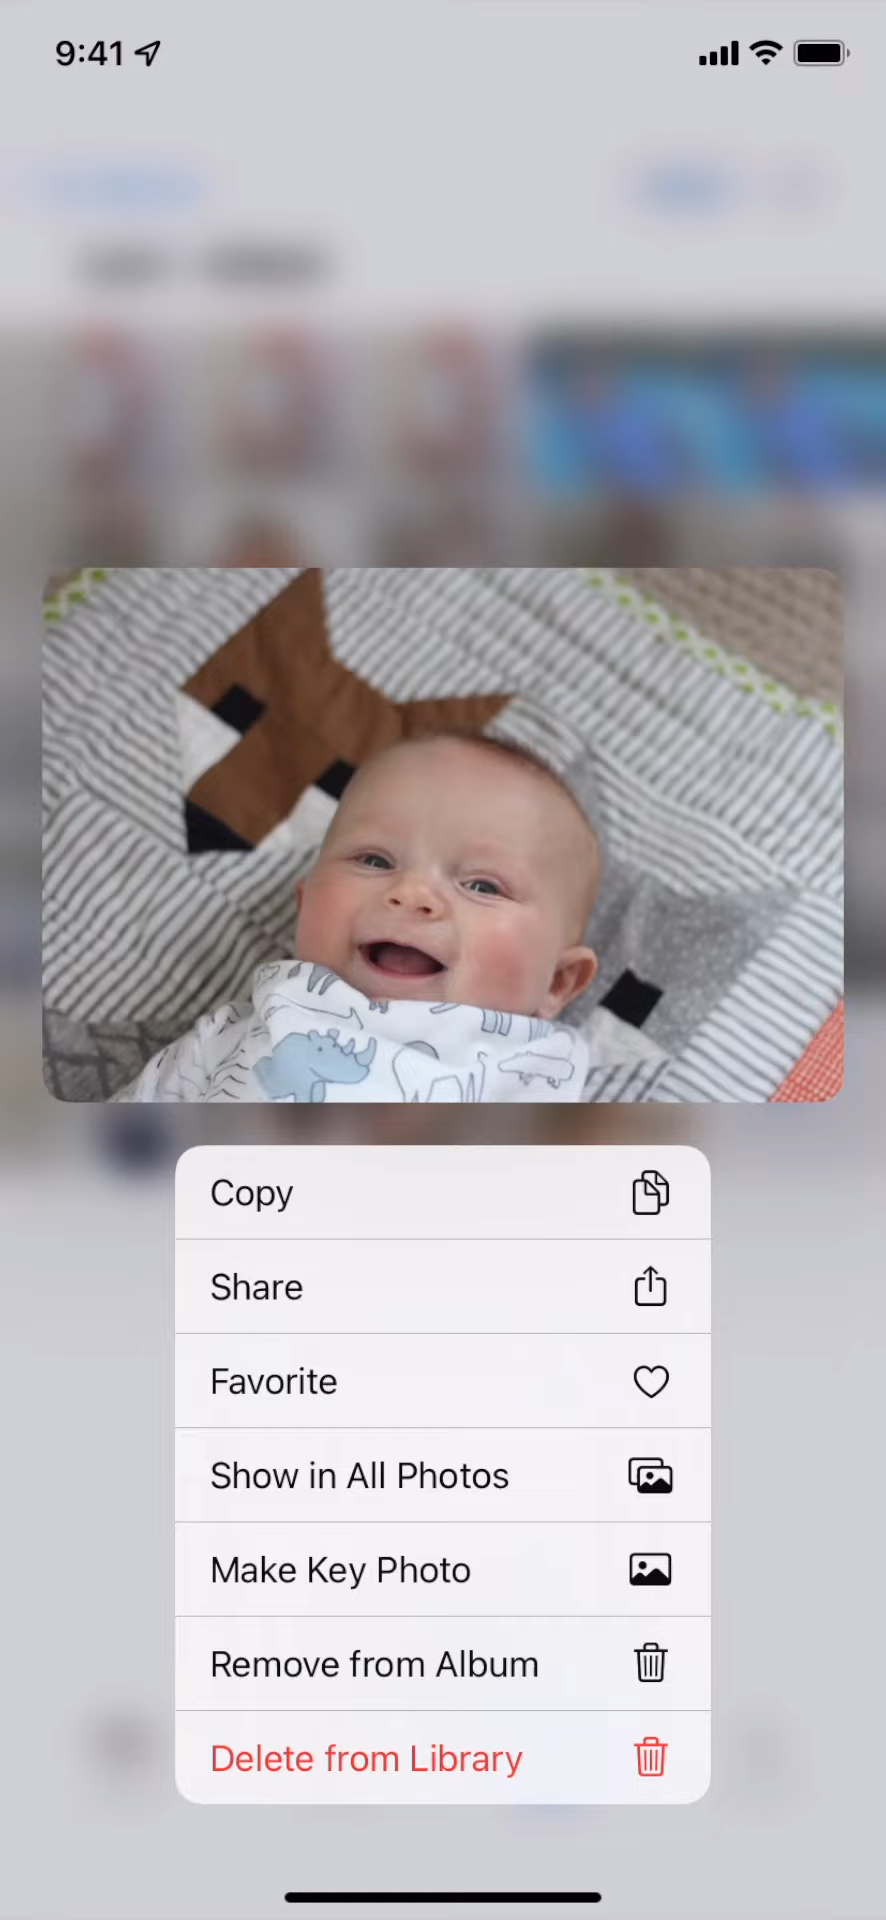 9:41
Copy
Share
Favorite
Show in All Photos
Make Key Photo
Remove from Album
Delete from Library